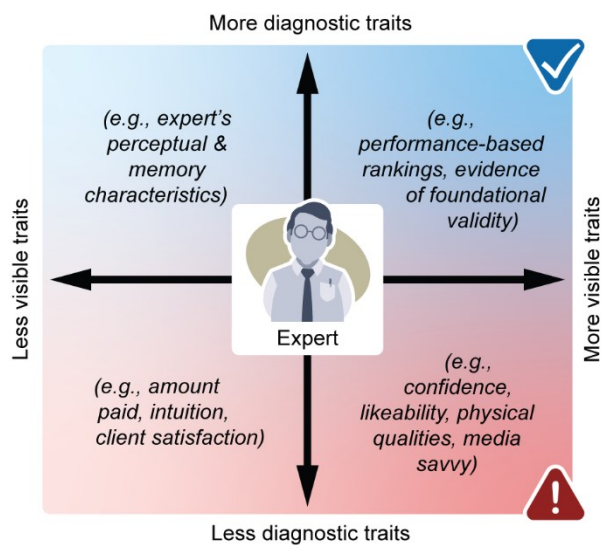 More diagnostic traits
(e.g., expert's
perceptual &
memory
characteristics)
(e.g.,
performance-based
rankings, evidence
of foundational
validity)
Less visible traits
More visible traits
Expert
(e.g., amount
paid, intuition,
client satisfaction)
(e.g.,
confidence,
likeability, physical
qualities, media
savvy)
Less diagnostic traits